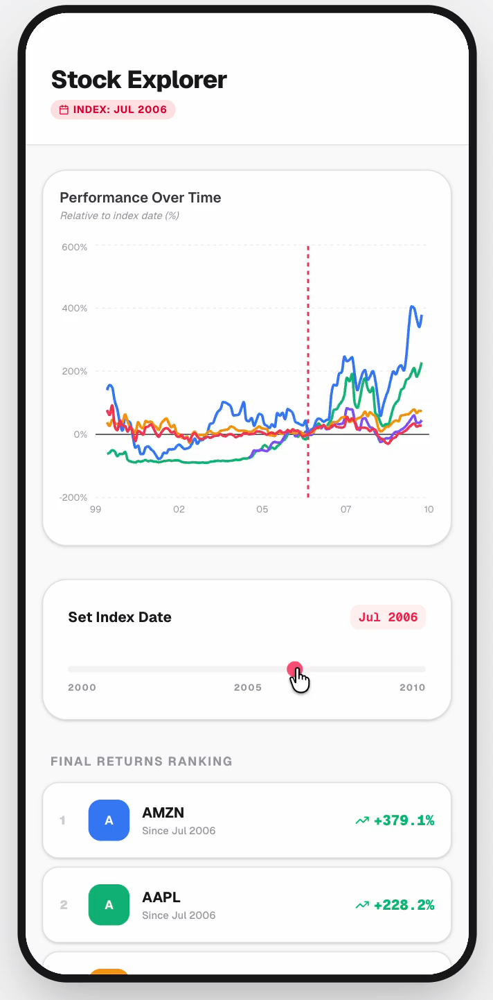 Stock Explorer
INDEX: JUL 2006
Performance Over Time
Relative to index date (%)
600%
400%
200%
0%
-200%
99 02 05 07 10
Set Index Date Jul 2006
2000 2005 2010
FINAL RETURNS RANKING
1 A AMZN +379.1%
Since Jul 2006
2 A AAPL +228.2%
Since Jul 2006